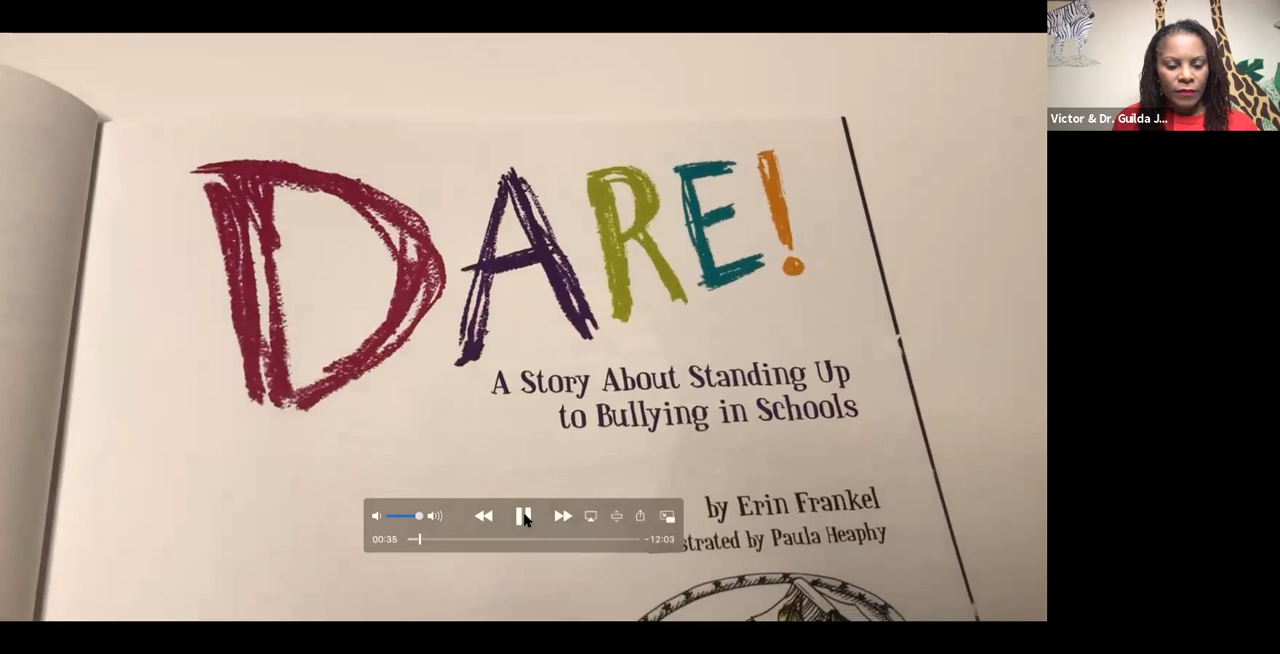 DARE!
A Story About Standing Up
to Bullying in Schools
by Erin Frankel
by Paula Heaphy
00:35
-12:03
Victor & Dr. Guilda J...